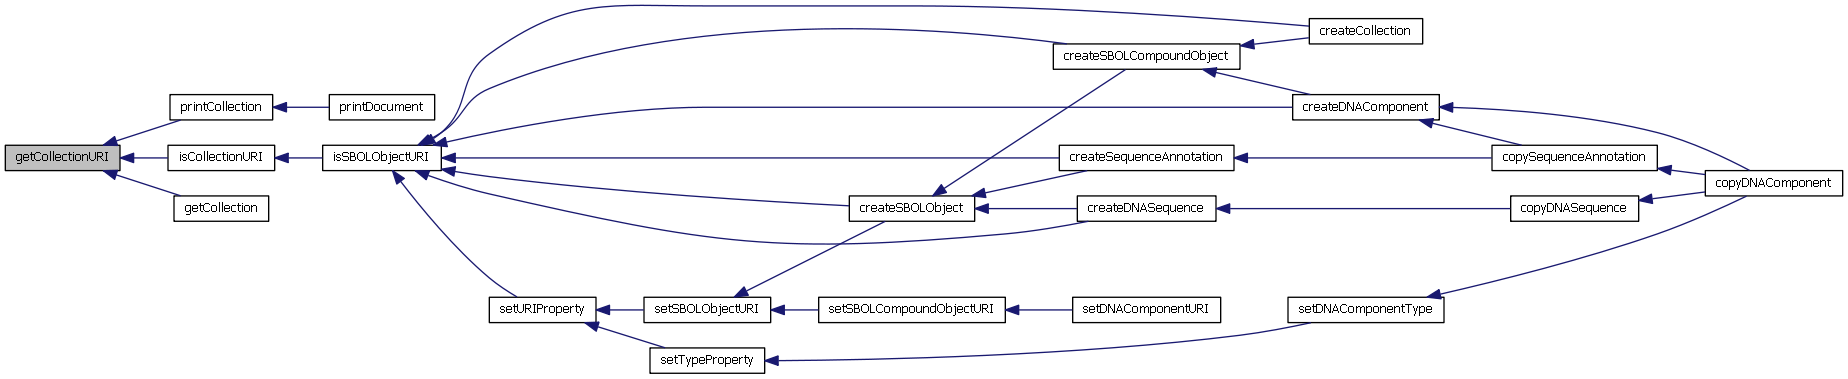 createCollection
createSBOLCompoundObject
printCollection
printDocument
createDNAComponent
getCollectionURI
isCollectionURI
isSBOLObjectURI
createSequenceAnnotation
copySequenceAnnotation
copyDNAComponent
getCollection
createSBOLObject
createDNASequence
copyDNASequence
setURIProperty
setSBOLObjectURI
setSBOLCompoundObjectURI
setDNAComponentURI
setDNAComponentType
setTypeProperty